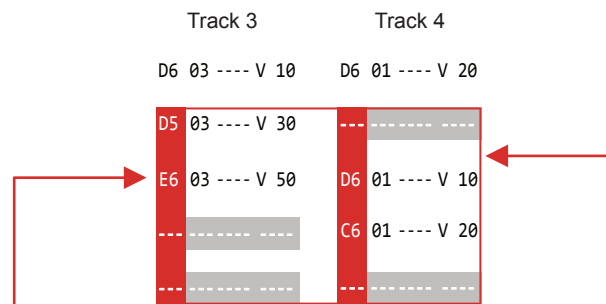 Track 3 Track 4
D6 03 ---- V 10 D6 01 ---- V 20
D5 03 ---- V 30 --- ------ ----
E6 03 ---- V 50 D6 01 ---- V 10
--- ------ ---- C6 01 ---- V 20
--- ------ ---- --- ------ ----